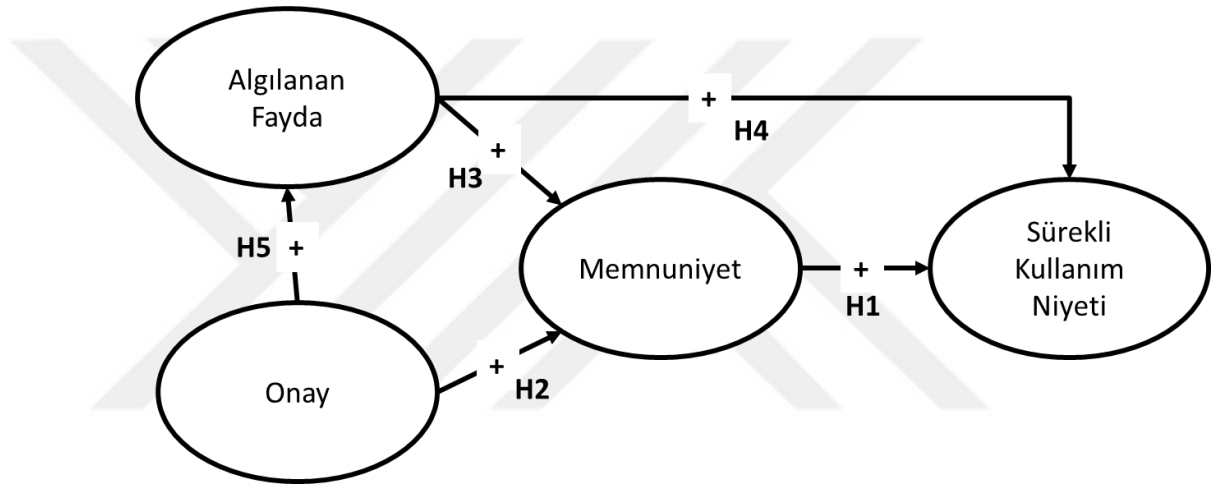 Algılanan
Fayda
+
H4
+
H3
H5 +
Memnuniyet
+
H1
Sürekli
Kullanım
Niyeti
Onay
+
H2